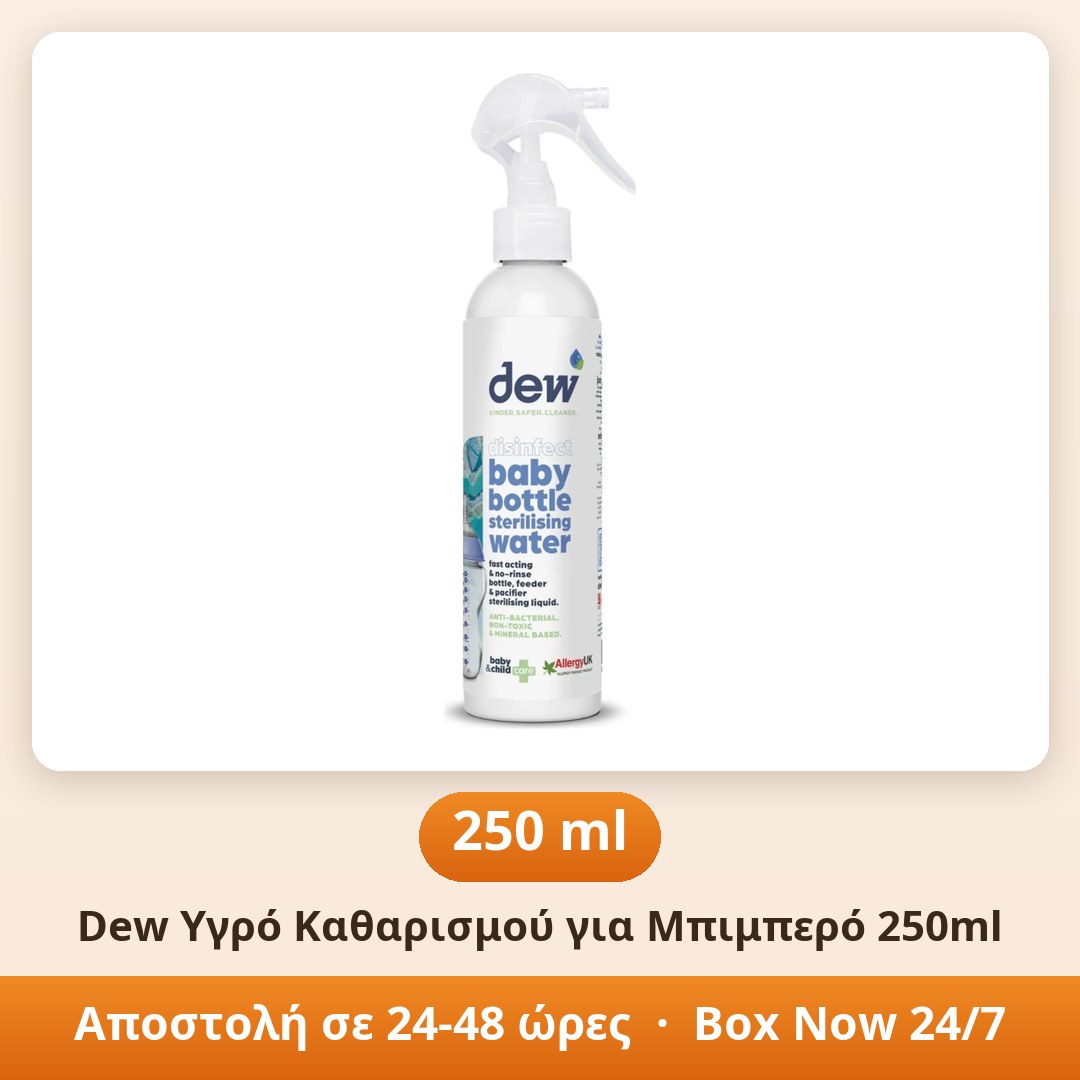 dew
KINDER. SAFER. CLEANER.
disinfect
baby
bottle
sterilising
water
fast acting
& no-rinse
bottle, feeder
& pacifier
sterilising liquid.
ANTI-BACTERIAL.
NON-TOXIC
& MINERAL BASED.
baby
&child care
AllergyUK
250 ml
Dew Υγρό Καθαρισμού για Μπιμπερό 250ml
Αποστολή σε 24-48 ώρες · Box Now 24/7